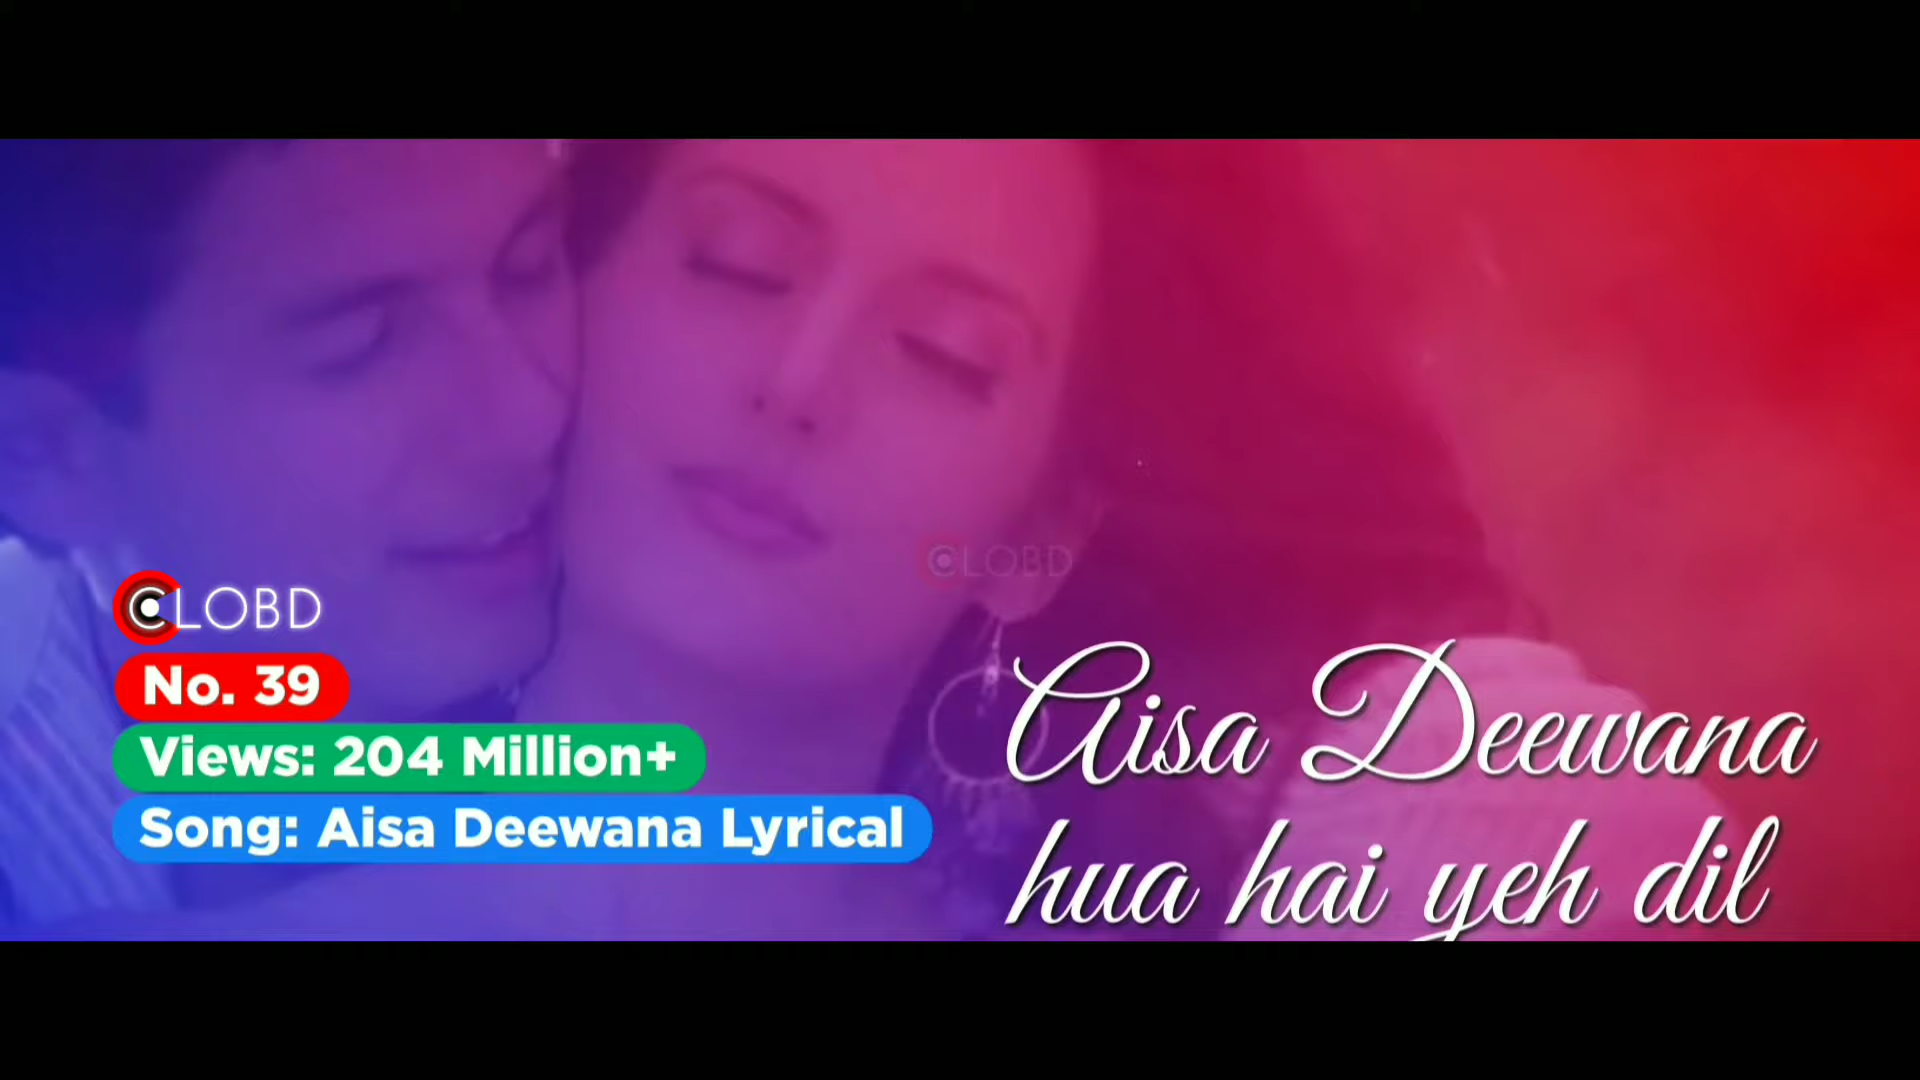 CLOBD
No. 39
Views: 204 Million+
Song: Aisa Deewana Lyrical
CLOBD
Aisa Deewana
hua hai yeh dil